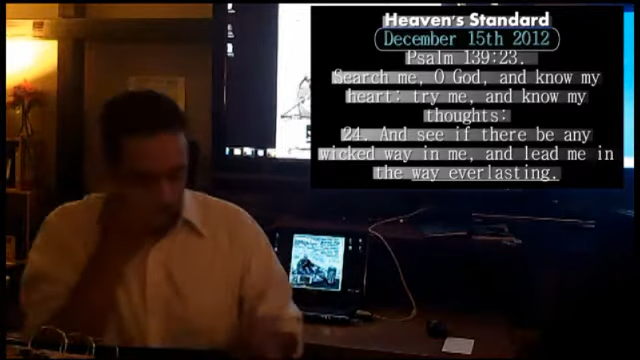 Heaven's Standard
December 15th 2012
Psalm 139:23.
Search me, O God, and know my
heart: try me, and know my
thoughts:
24. And see if there be any
wicked way in me, and lead me in
the way everlasting.